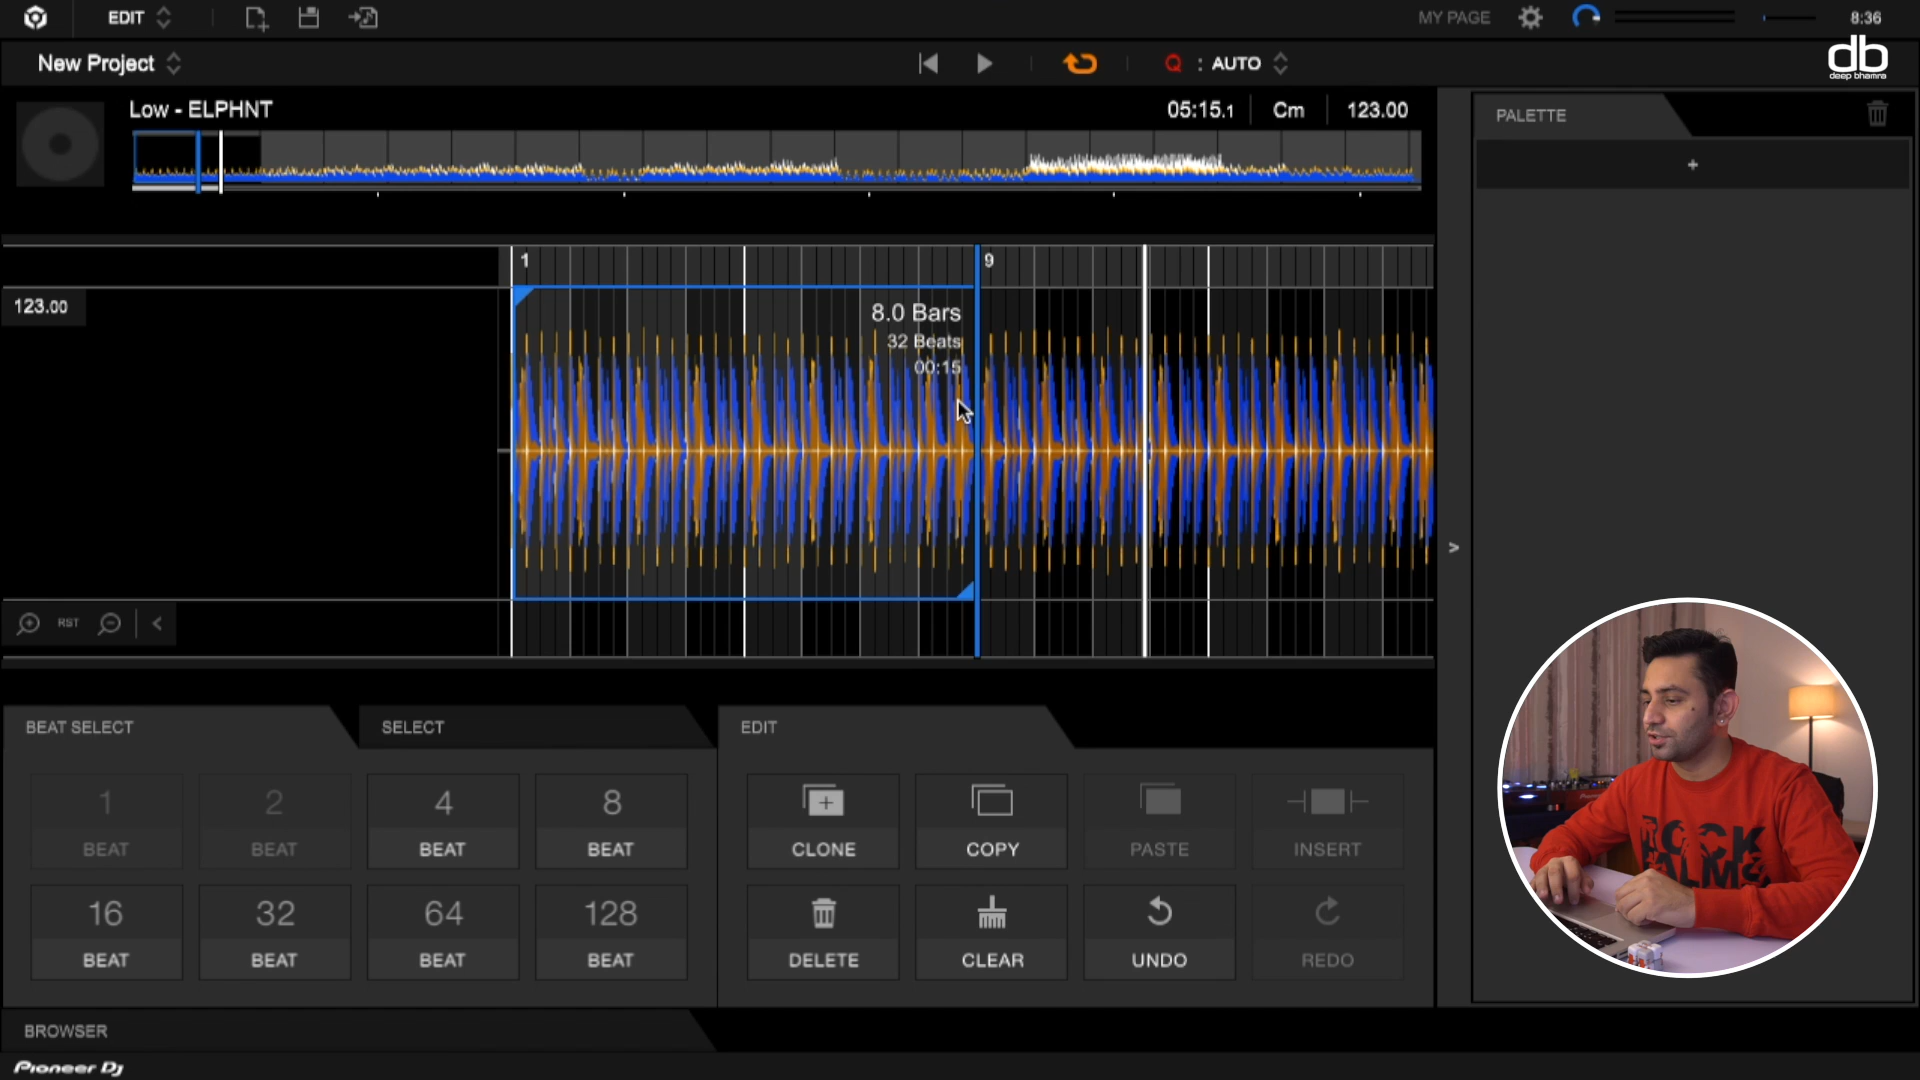 EDIT
MY PAGE
8:36
db
deep bhamra
New Project
Q : AUTO
Low - ELPHNT
05:15.1
Cm
123.00
PALETTE
+
1
9
123.00
8.0 Bars
32 Beats
00:15
RST
<
>
BEAT SELECT
SELECT
EDIT
1
BEAT
2
BEAT
4
BEAT
8
BEAT
CLONE
COPY
PASTE
INSERT
16
BEAT
32
BEAT
64
BEAT
128
BEAT
DELETE
CLEAR
UNDO
REDO
BROWSER
Pioneer Dj
ROCK